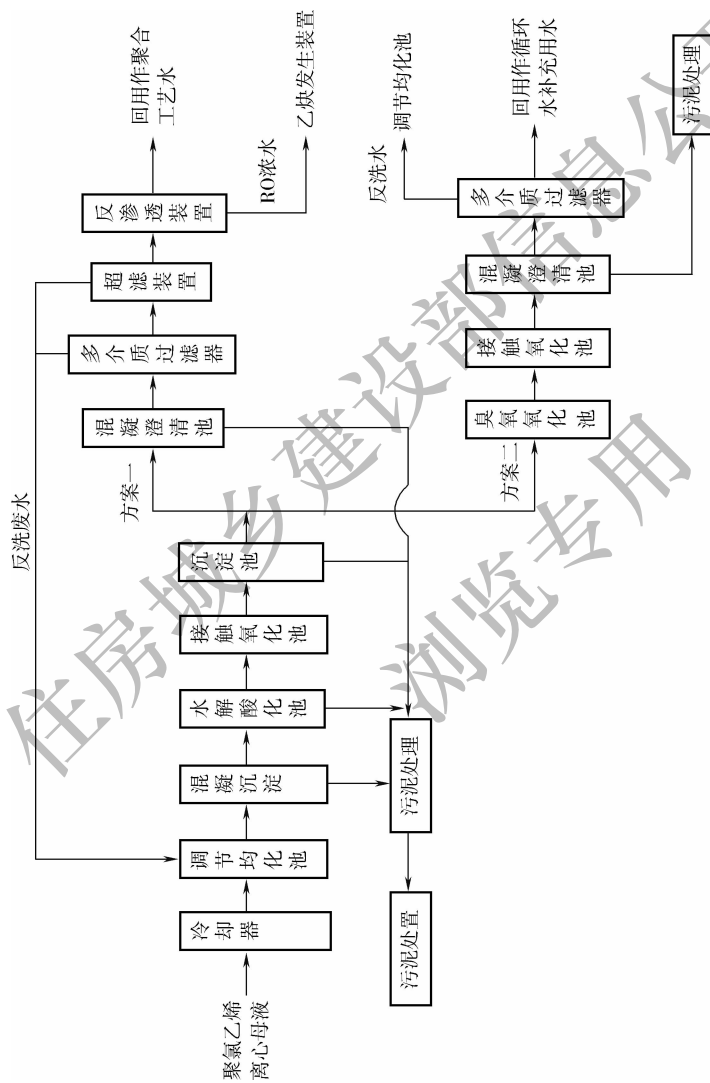 聚氯乙烯
离心母液
冷却器
调节均化池
混凝沉淀
水解酸化池
接触氧化池
沉淀池
反洗废水
方案一
混凝澄清池
多介质过滤器
超滤装置
反渗透装置
回用作聚合
工艺水
RO浓水
乙炔发生装置
方案二
臭氧氧化池
接触氧化池
混凝澄清池
多介质过滤器
反洗水
调节均化池
回用作循环
水补充用水
污泥处理
污泥处理
污泥处置
住房城乡建设部信息公
浏览专用